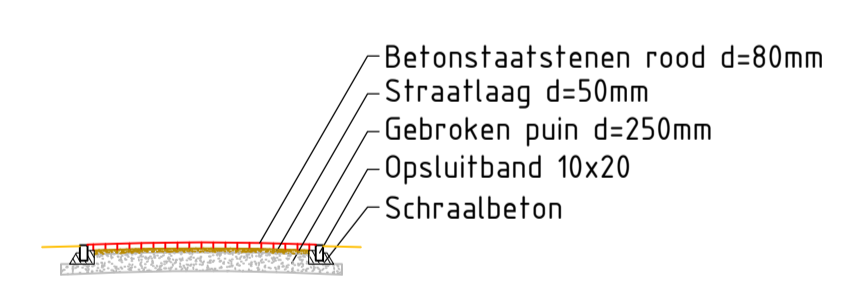 Betonstaatstenen rood d=80mm
Straatlaag d=50mm
Gebroken puin d=250mm
Opsluitband 10x20
Schraalbeton